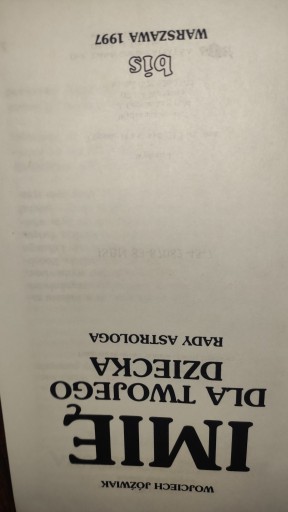 WOJCIECH JÓŹWIAK
IMIĘ
DLA TWOJEGO
DZIECKA
RADY ASTROLOGA
bis
WARSZAWA 1997